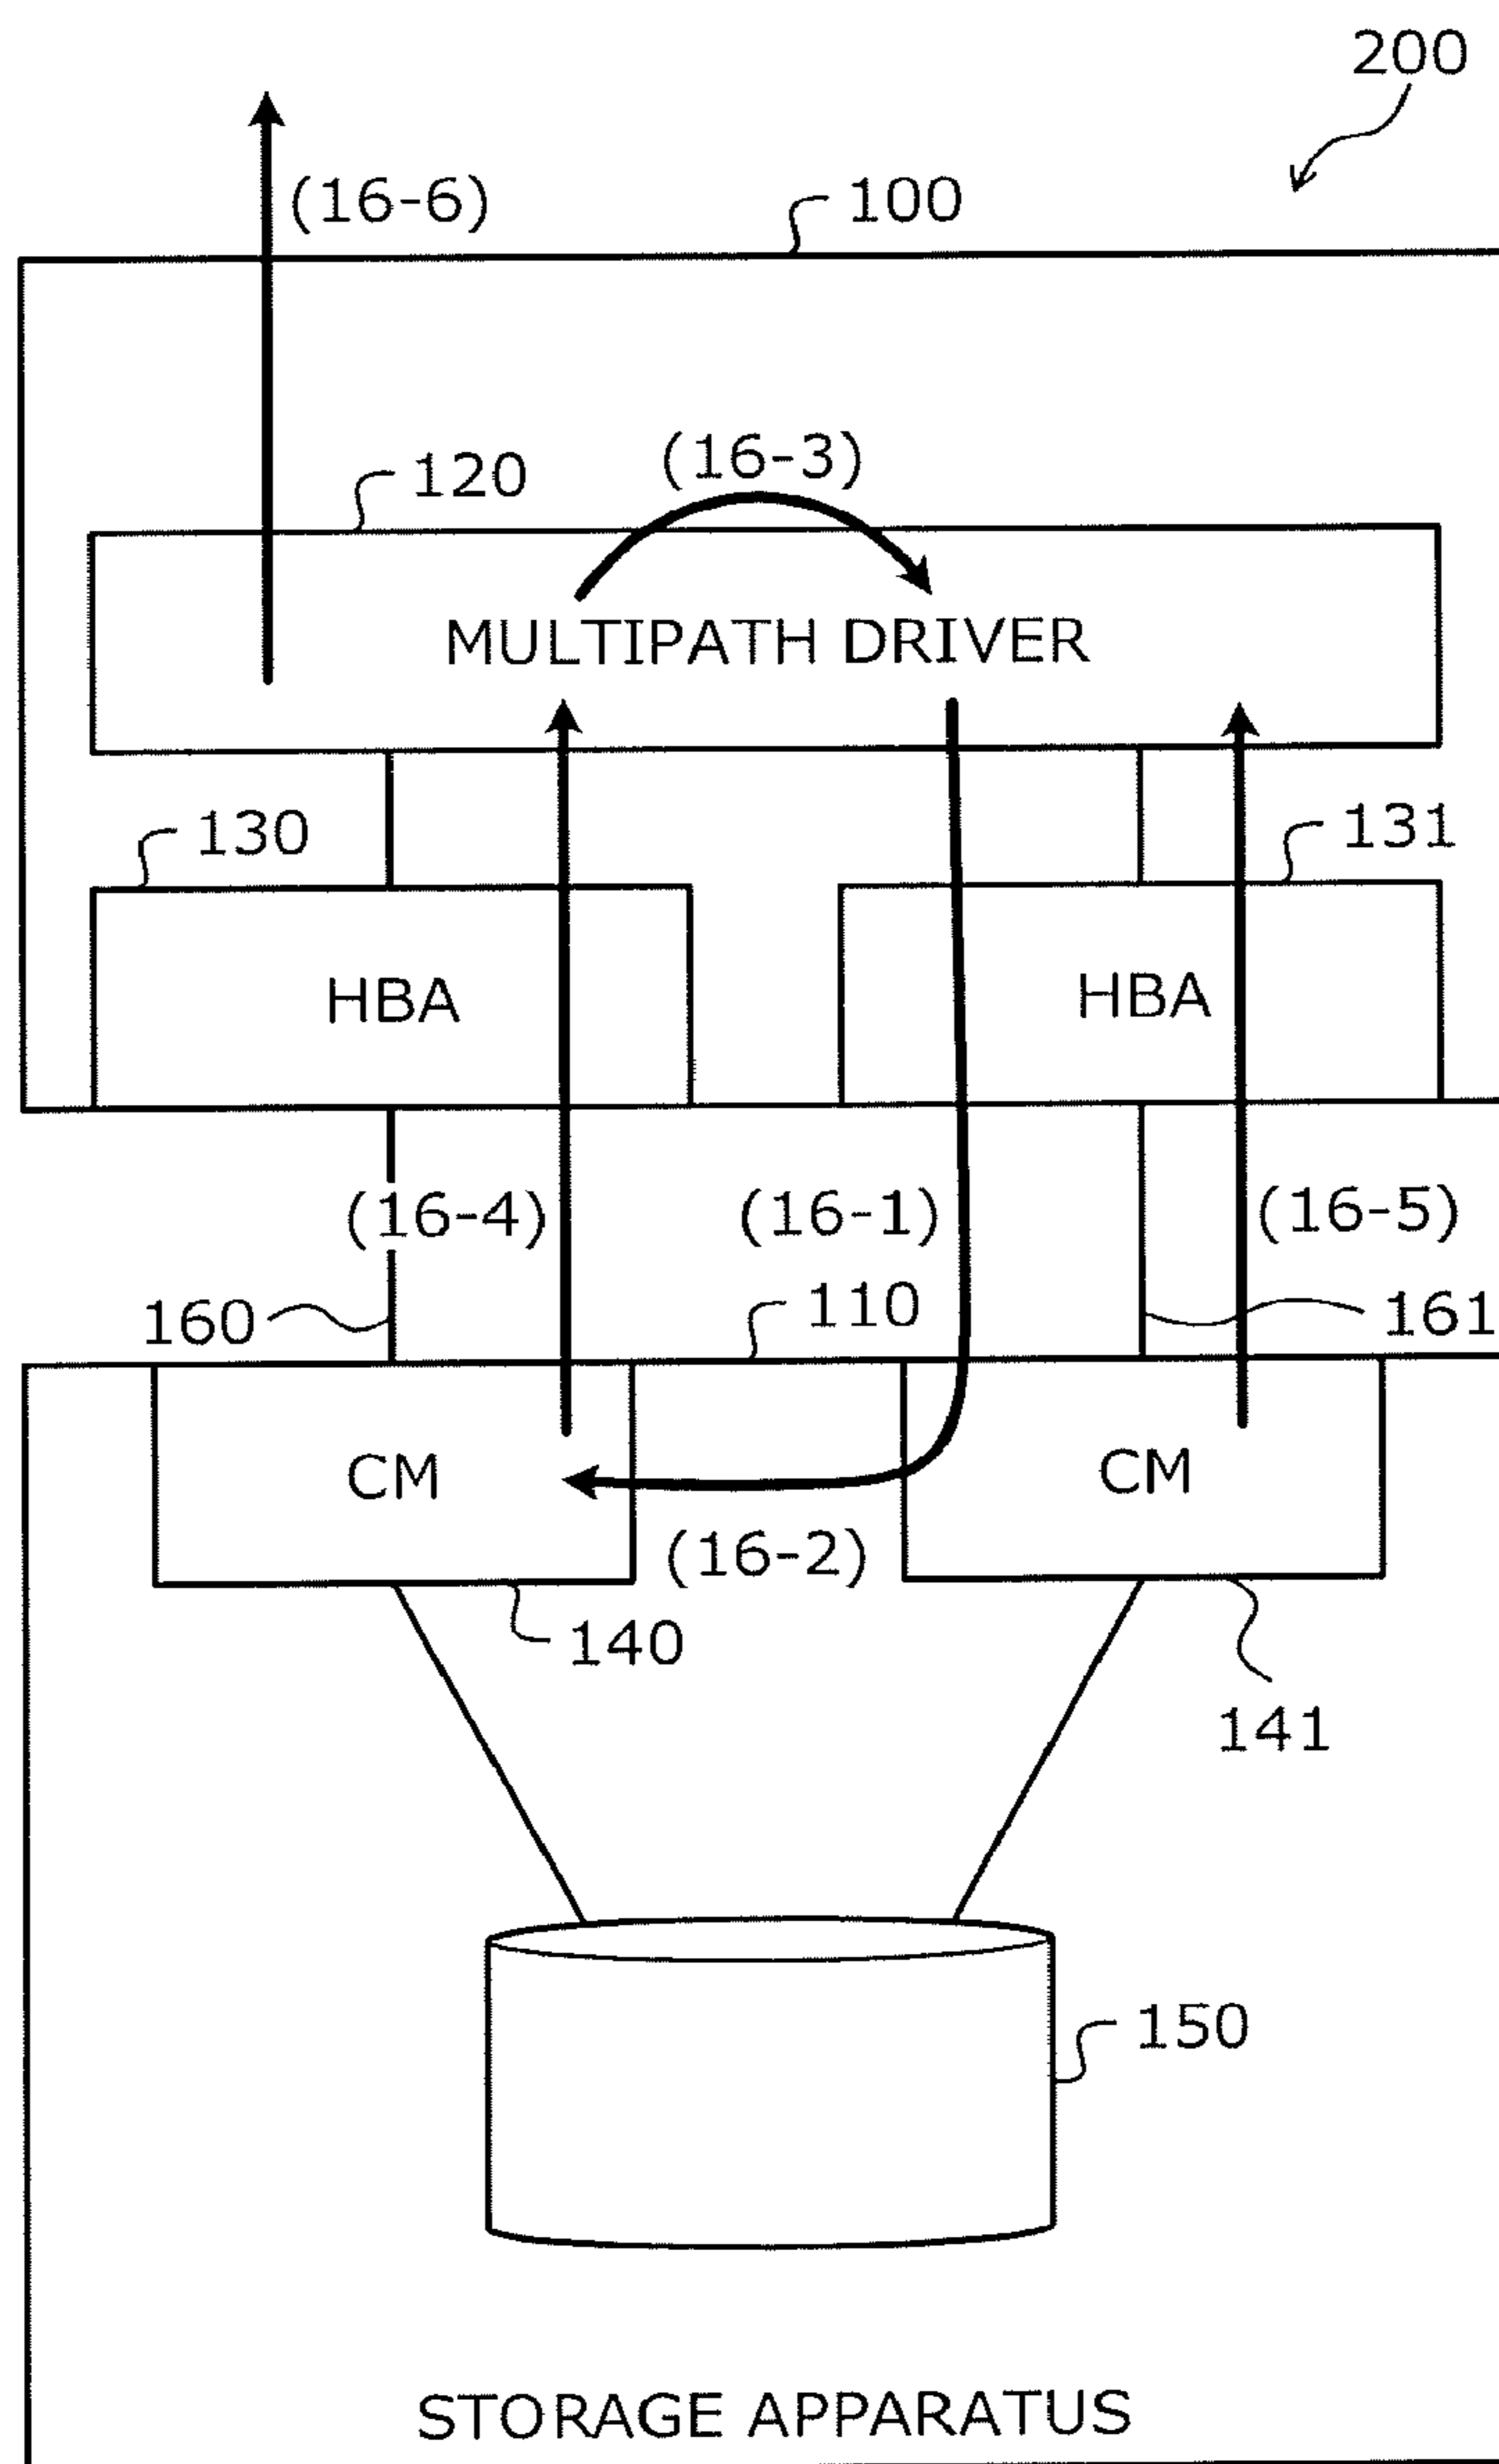 200
(16-6)
100
120
(16-3)
MULTIPATH DRIVER
130
131
HBA
HBA
(16-4)
(16-1)
(16-5)
160
110
161
CM
CM
(16-2)
140
141
150
STORAGE APPARATUS